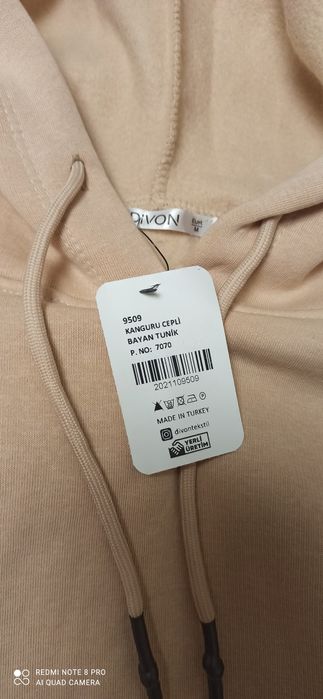 DiVON
M
9509
KANGURU CEPLİ
BAYAN TUNİK
P. NO: 7070
2021109509
MADE IN TURKEY
divontekstil
YERLİ
ÜRETİM
REDMI NOTE 8 PRO
AI QUAD CAMERA